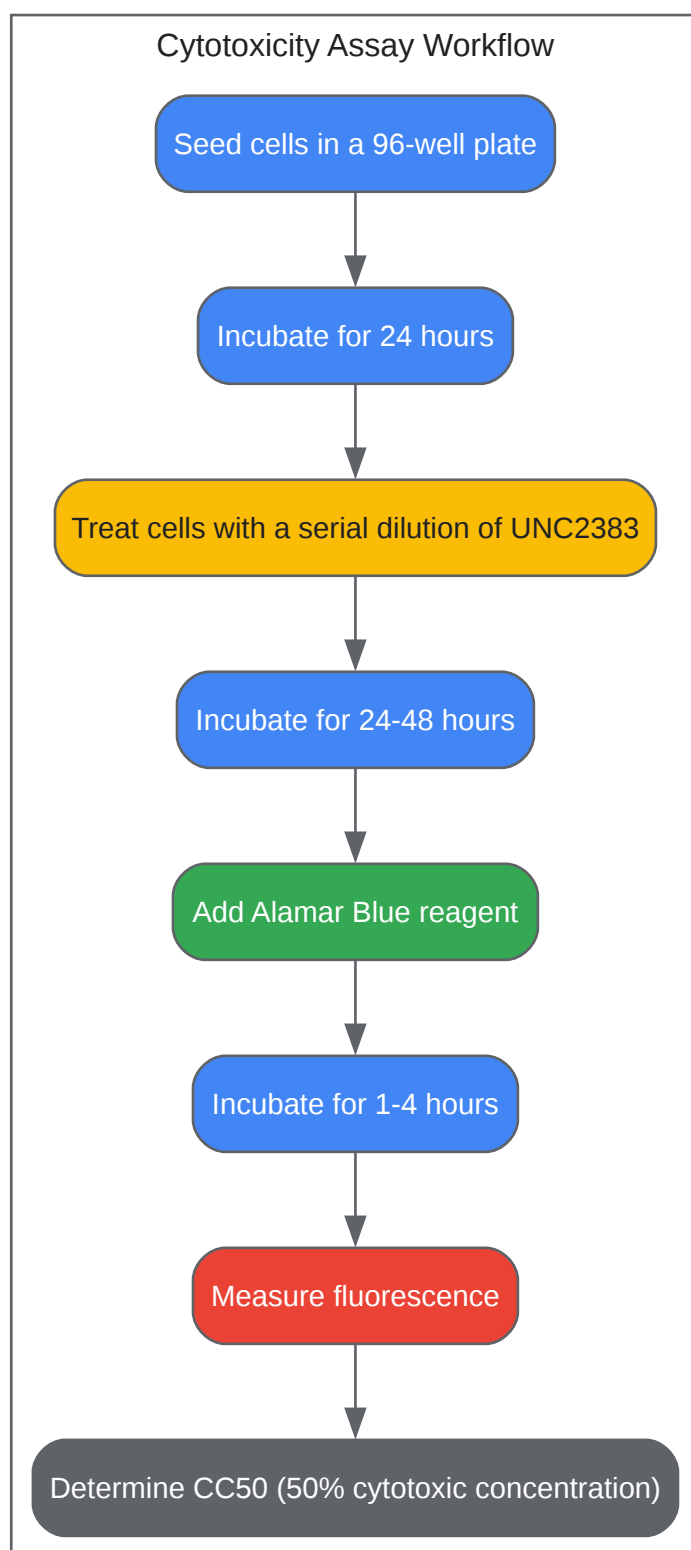 Cytotoxicity Assay Workflow
Seed cells in a 96-well plate
Incubate for 24 hours
Treat cells with a serial dilution of UNC2383
Incubate for 24-48 hours
Add Alamar Blue reagent
Incubate for 1-4 hours
Measure fluorescence
Determine CC50 (50% cytotoxic concentration)